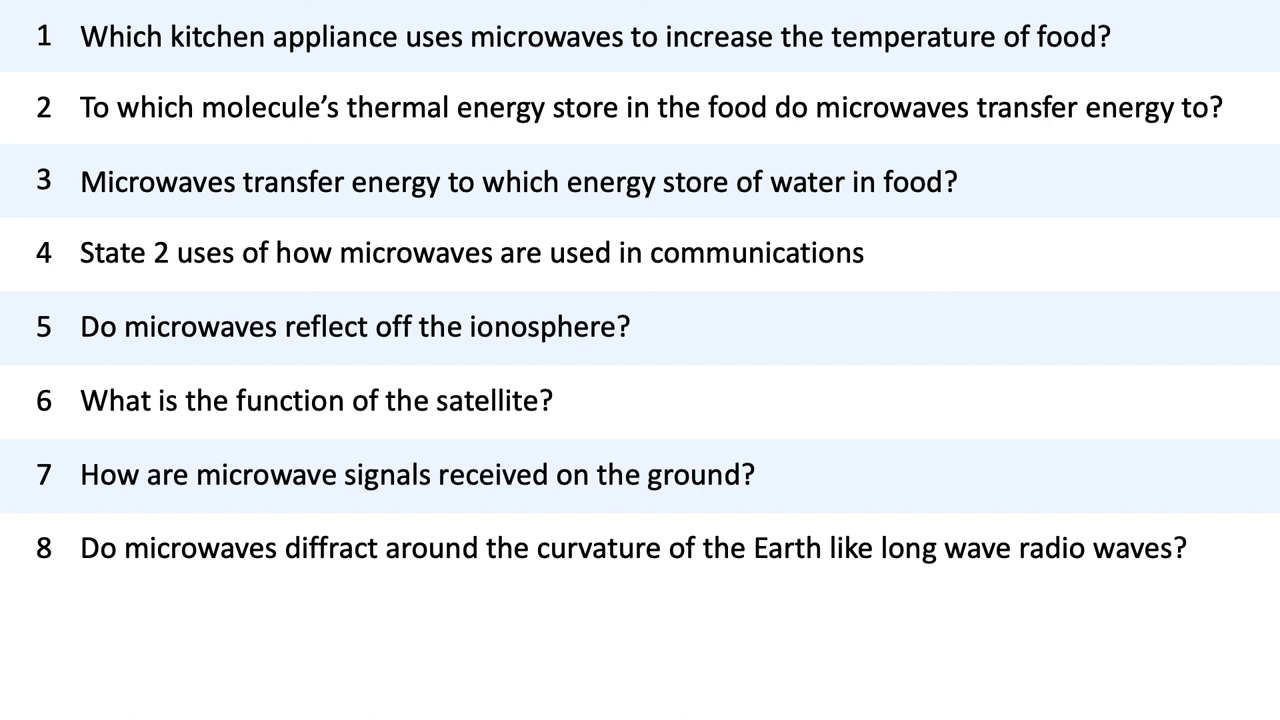 1 Which kitchen appliance uses microwaves to increase the temperature of food?
2 To which molecule’s thermal energy store in the food do microwaves transfer energy to?
3 Microwaves transfer energy to which energy store of water in food?
4 State 2 uses of how microwaves are used in communications
5 Do microwaves reflect off the ionosphere?
6 What is the function of the satellite?
7 How are microwave signals received on the ground?
8 Do microwaves diffract around the curvature of the Earth like long wave radio waves?